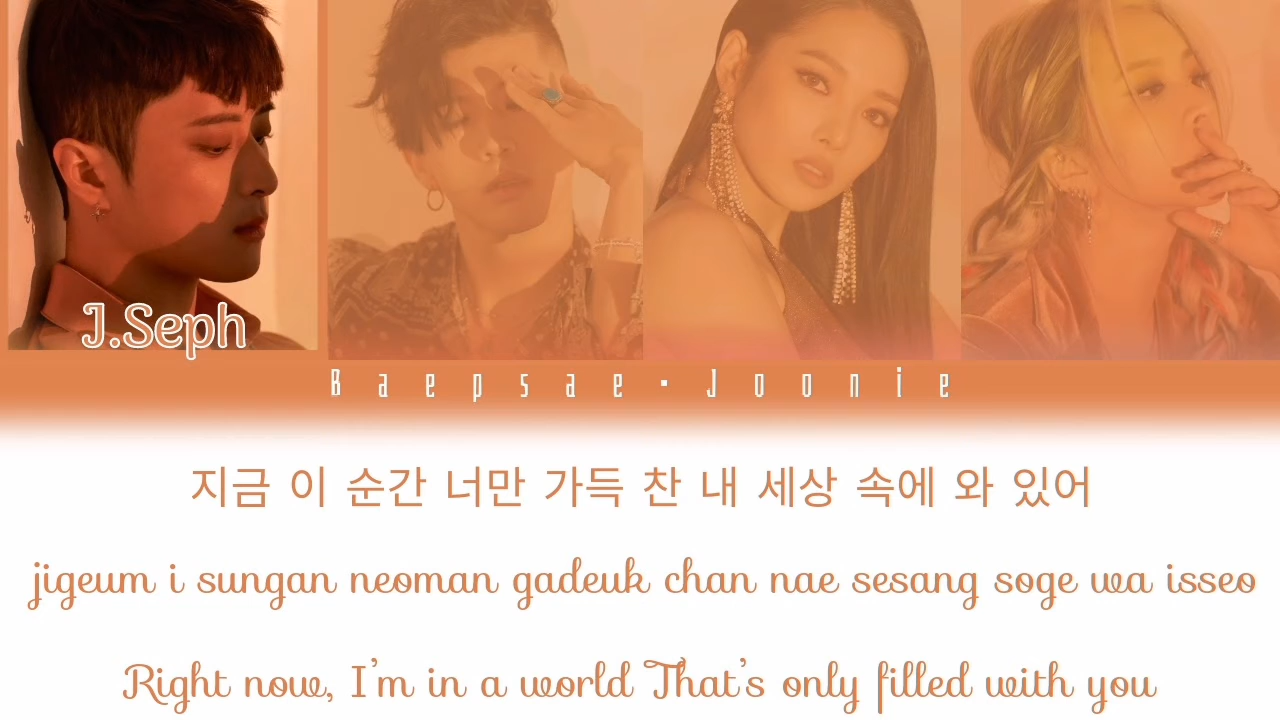 J.Seph
Baepsae·Joonie
지금 이 순간 너만 가득 찬 내 세상 속에 와 있어
jigeum i sungan neoman gadeuk chan nae sesang soge wa isseo
Right now, I'm in a world That's only filled with you